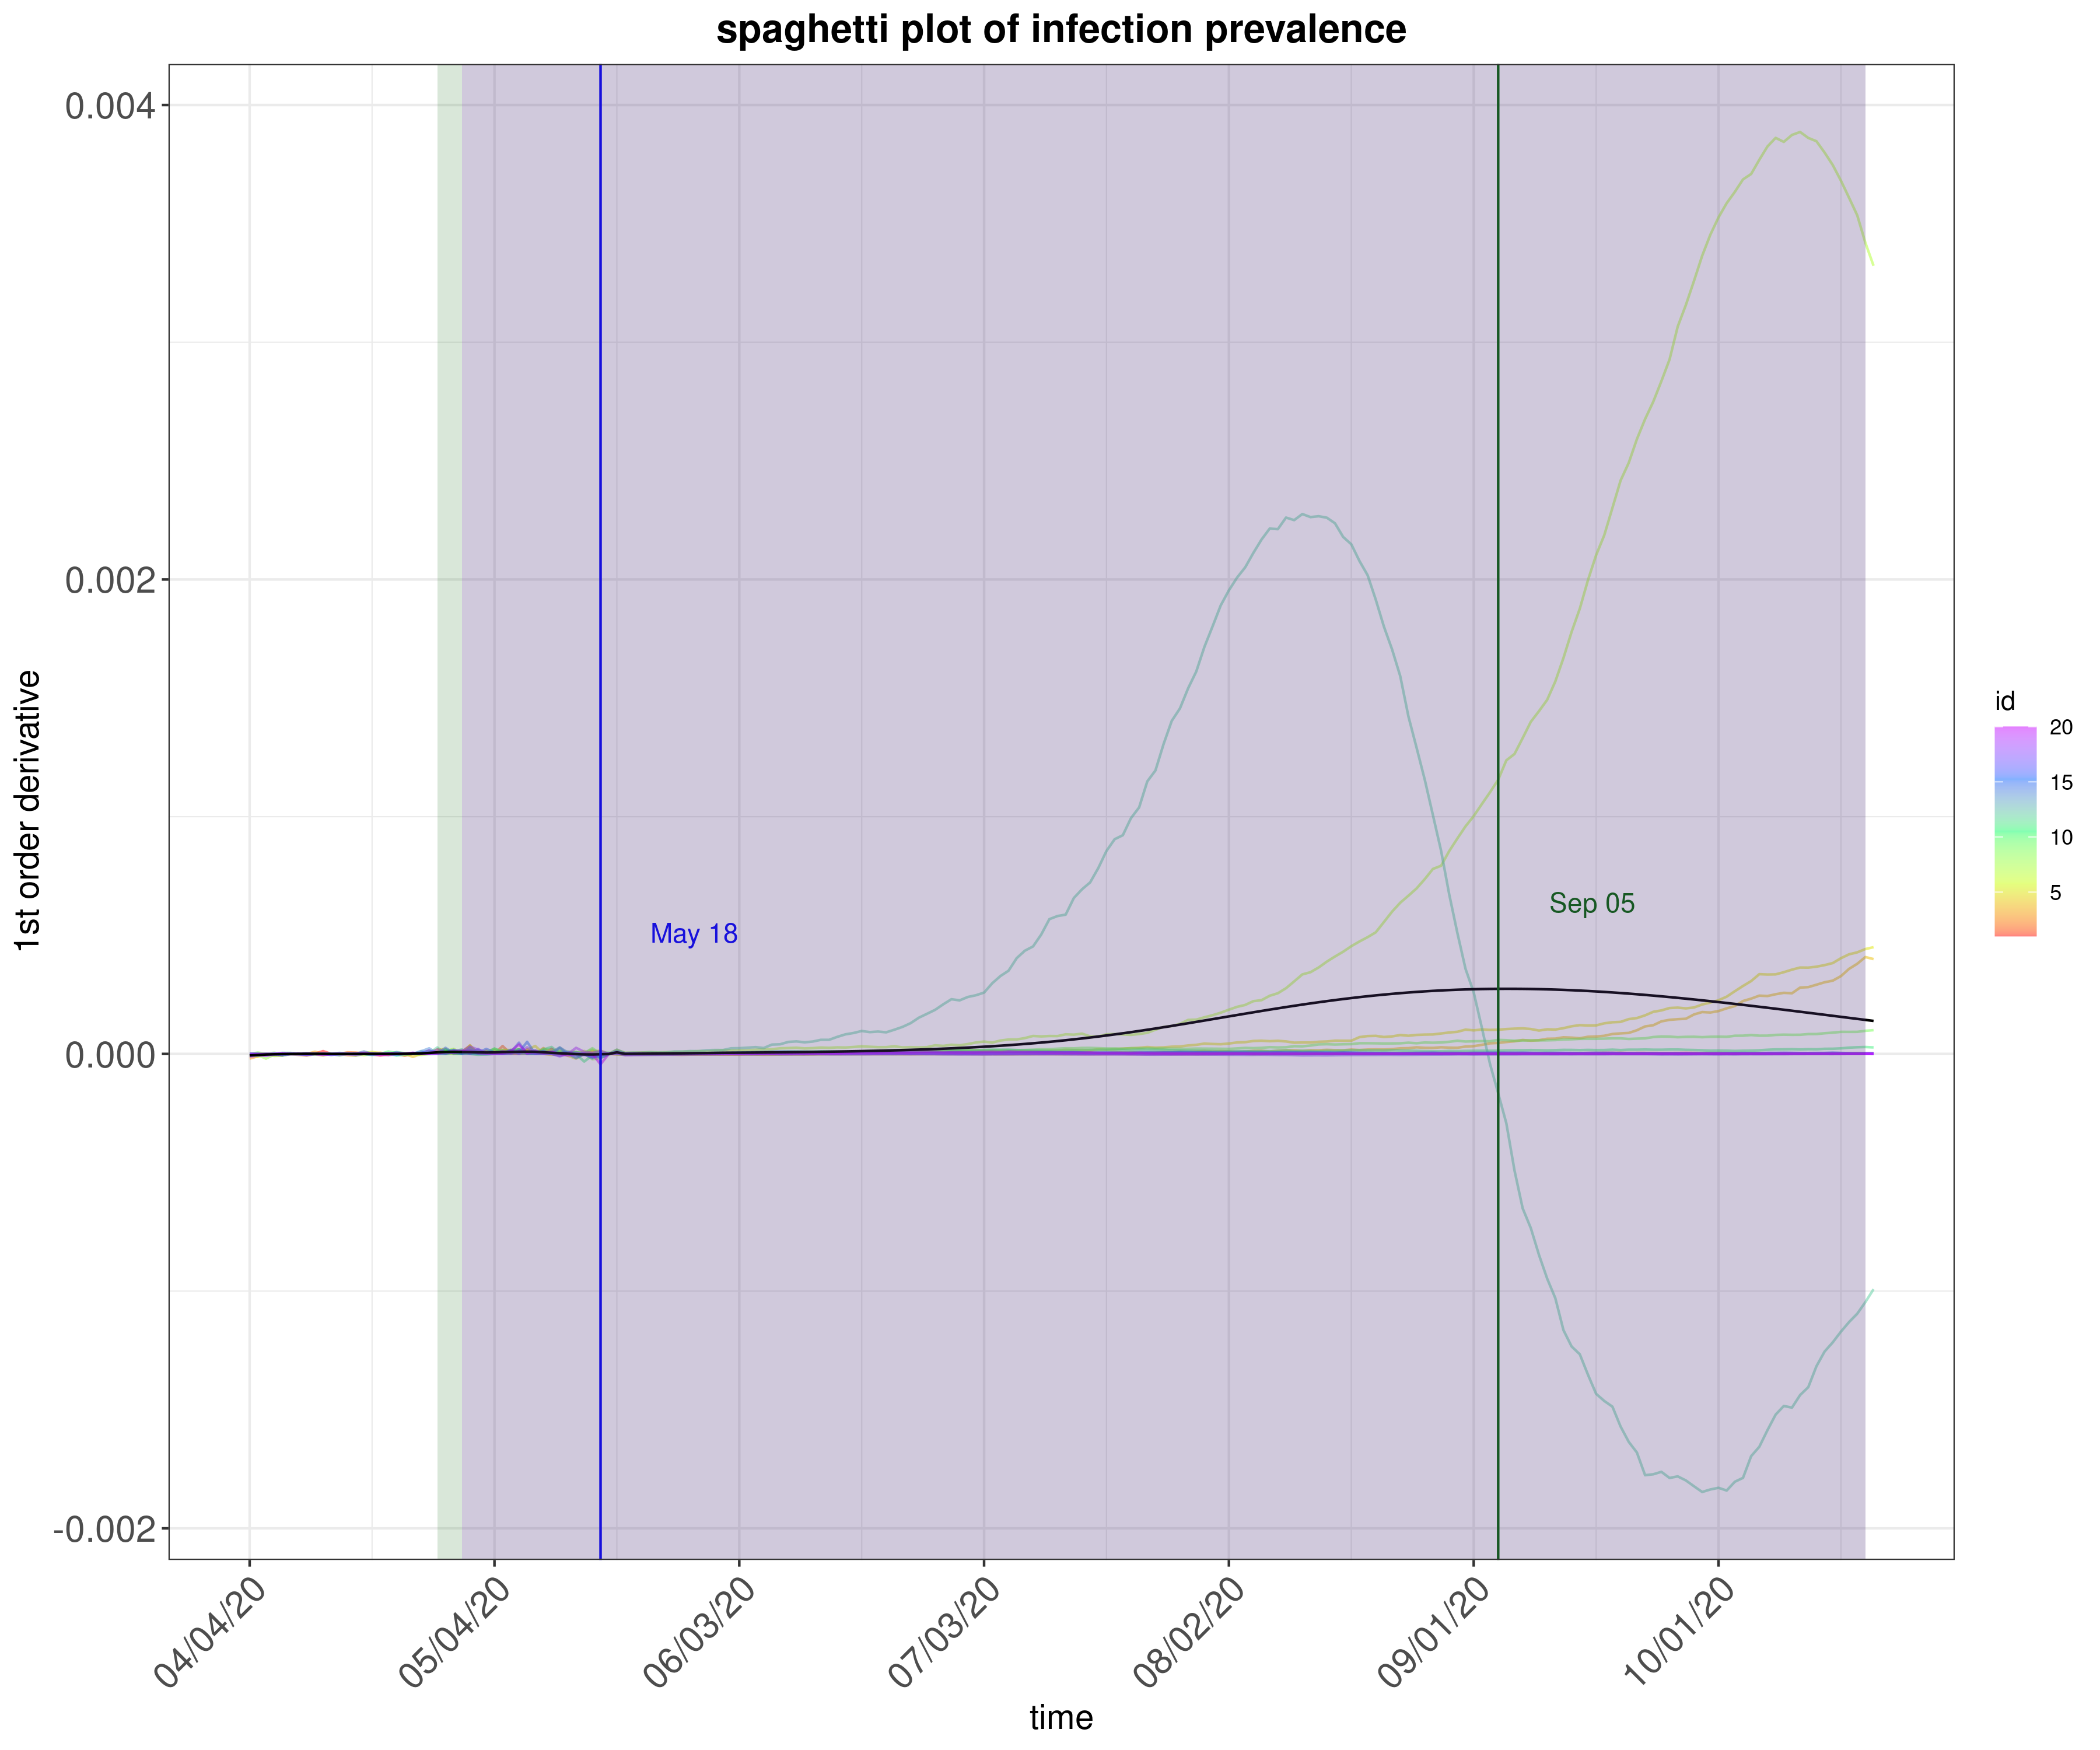 spaghetti plot of infection prevalence
1st order derivative
0.004
0.002
0.000
-0.002
May 18
Sep 05
04/04/20
05/04/20
06/03/20
07/03/20
08/02/20
09/01/20
10/01/20
time
id
20
15
10
5